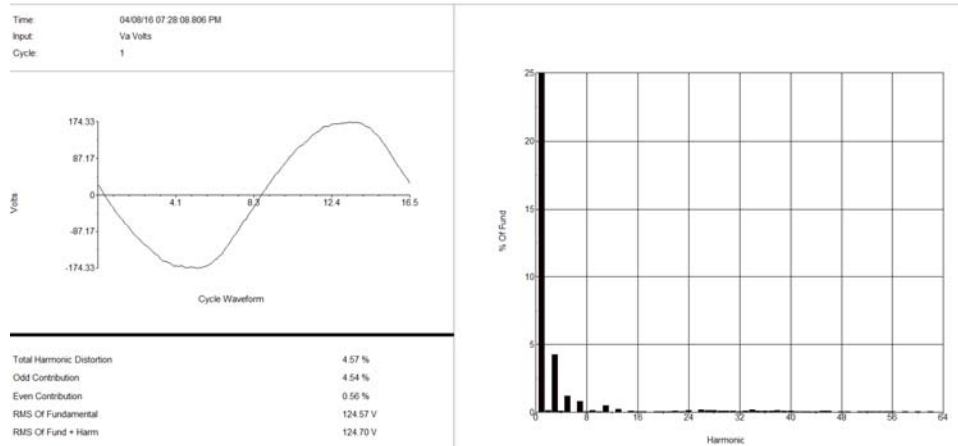 Time: 04/08/16 07:28:08.806 PM
Input: Va Volts
Cycle: 1
174.33
87.17
0
-87.17
-174.33
Volts
4.1 8.3 12.4 16.5
Cycle Waveform
Total Harmonic Distortion 4.57 %
Odd Contribution 4.54 %
Even Contribution 0.56 %
RMS Of Fundamental 124.57 V
RMS Of Fund + Harm 124.70 V
25
20
15
10
5
0
% Of Fund
0 8 16 24 32 40 48 56 64
Harmonic